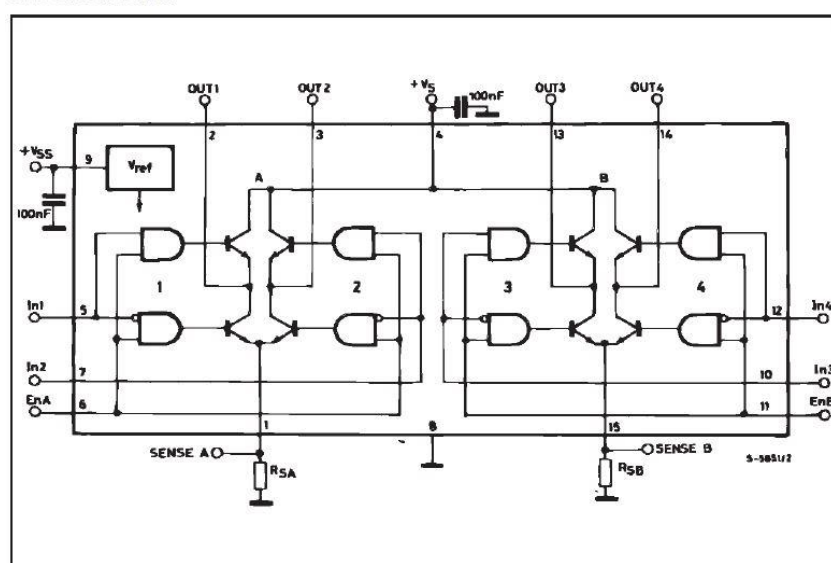 OUT1 OUT2 +VS 100nF OUT3 OUT4
2 3 4 13 14
+VSS 9 Vref A B
100nF
1 2 3 4
In1 5 12 In4
In2 7 10 In3
EnA 6 11 EnB
1 8 15
SENSE A SENSE B S-5851/2
RSA RSB